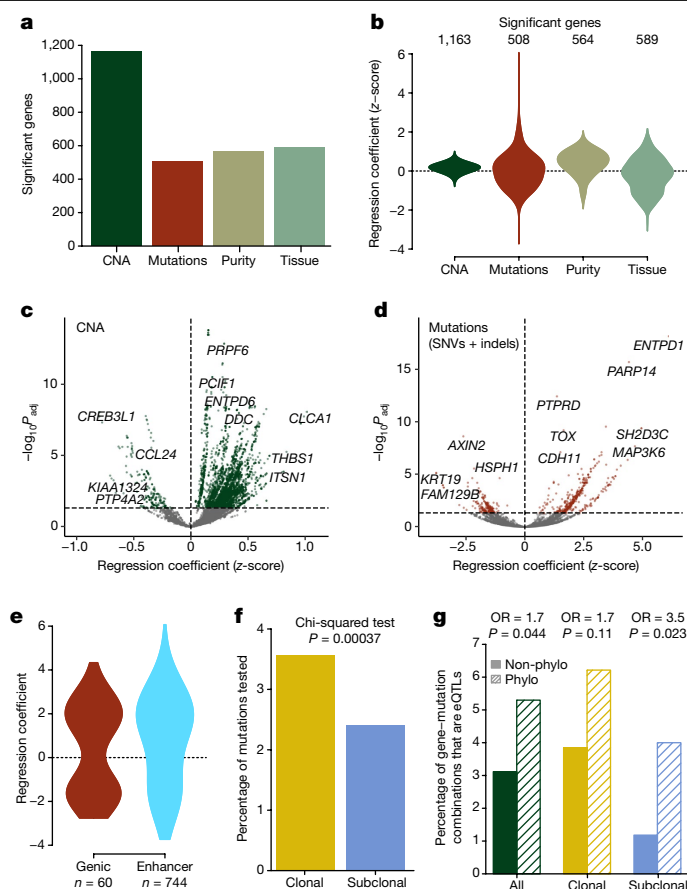 a
Significant genes
1,200
1,000
800
600
400
200
0
CNA Mutations Purity Tissue
b
Significant genes
1,163 508 564 589
Regression coefficient (z-score)
6
4
2
0
−2
−4
CNA Mutations Purity Tissue
c
CNA
−log10Padj
10
5
0
PRPF6
PCIF1
ENTPD6
CREB3L1
DDC
CLCA1
CCL24
THBS1
ITSN1
KIAA1324
PTP4A2
−1.0 −0.5 0 0.5 1.0
Regression coefficient (z-score)
d
Mutations
(SNVs + indels)
−log10Padj
15
10
5
0
ENTPD1
PARP14
PTPRD
TOX
SH2D3C
AXIN2
CDH11
MAP3K6
HSPH1
KRT19
FAM129B
−2.5 0 2.5 5.0
Regression coefficient (z-score)
e
Regression coefficient
6
4
2
0
−2
−4
Genic Enhancer
n = 60 n = 744
f
Chi-squared test
P = 0.00037
Percentage of mutations tested
4
3
2
1
0
Clonal Subclonal
g
OR = 1.7 OR = 1.7 OR = 3.5
P = 0.044 P = 0.11 P = 0.023
Percentage of gene–mutation
combinations that are eQTLs
7
6
5
4
3
2
1
0
Non-phylo
Phylo
All Clonal Subclonal